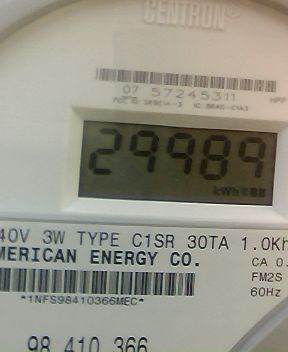 CENTRON®
07 57245311
HPP
29989
kWh
40V 3W TYPE C1SR 30TA 1.0Kh
MERICAN ENERGY CO.
CA 0.
FM2S
60Hz
*1NFS98410366MEC*
98 410 366